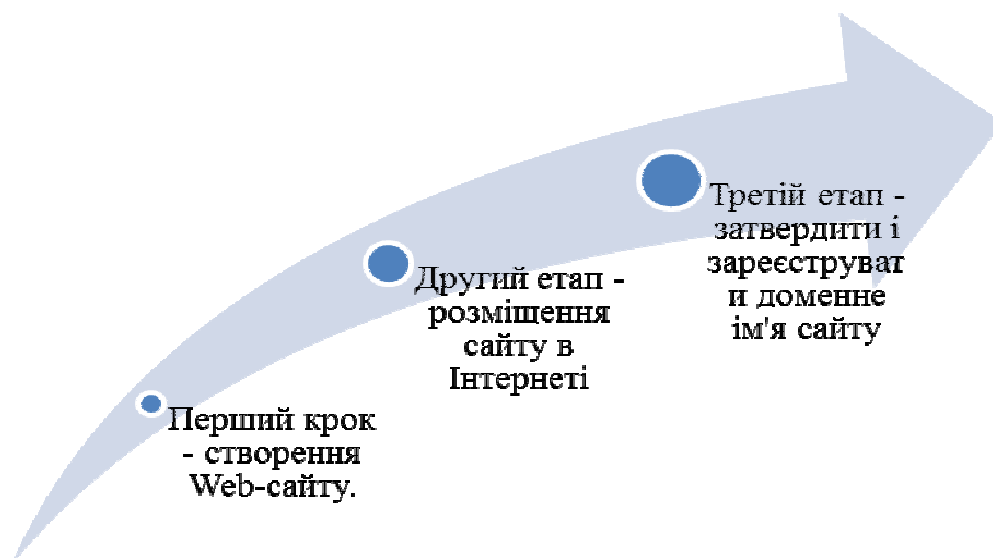 Перший крок
- створення
Web-сайту.
Другий етап -
розміщення
сайту в
Інтернеті
Третій етап -
затвердити і
зареєструват
и доменне
ім'я сайту